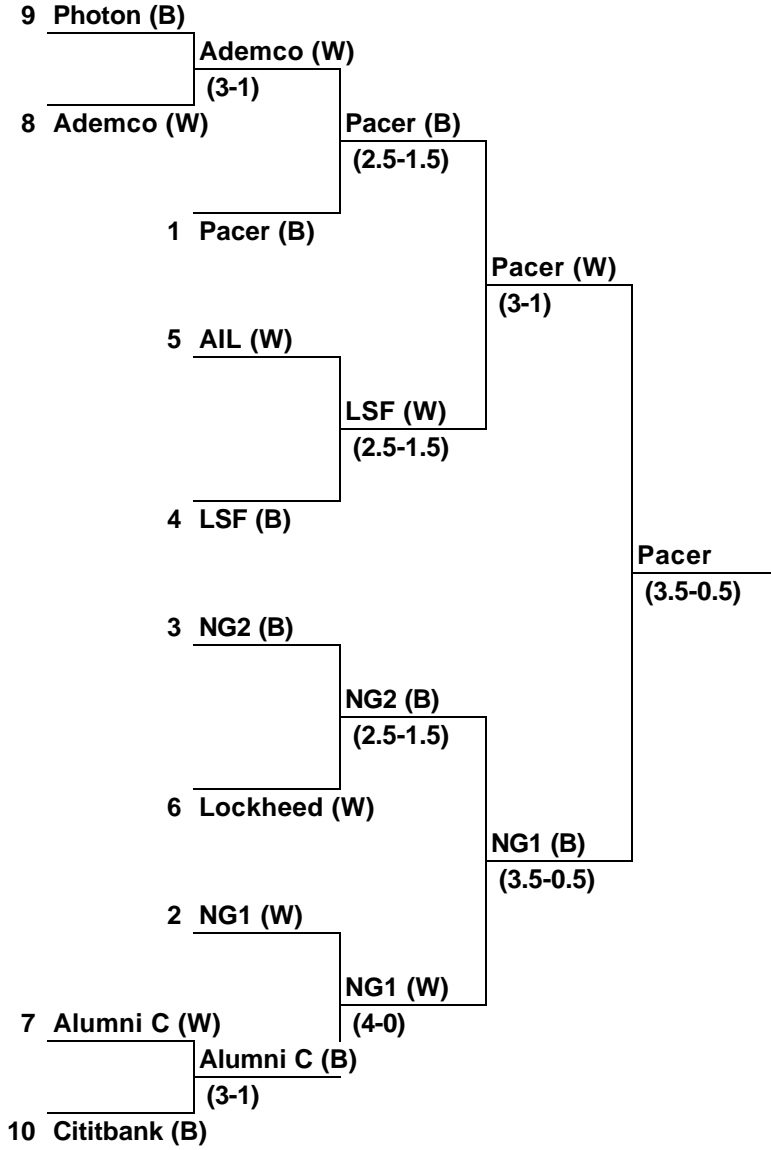 9 Photon (B)
Ademco (W)
(3-1)
8 Ademco (W)
Pacer (B)
(2.5-1.5)
1 Pacer (B)
Pacer (W)
(3-1)
5 AIL (W)
LSF (W)
(2.5-1.5)
4 LSF (B)
Pacer
(3.5-0.5)
3 NG2 (B)
NG2 (B)
(2.5-1.5)
6 Lockheed (W)
NG1 (B)
(3.5-0.5)
2 NG1 (W)
NG1 (W)
(4-0)
7 Alumni C (W)
Alumni C (B)
(3-1)
10 Cititbank (B)